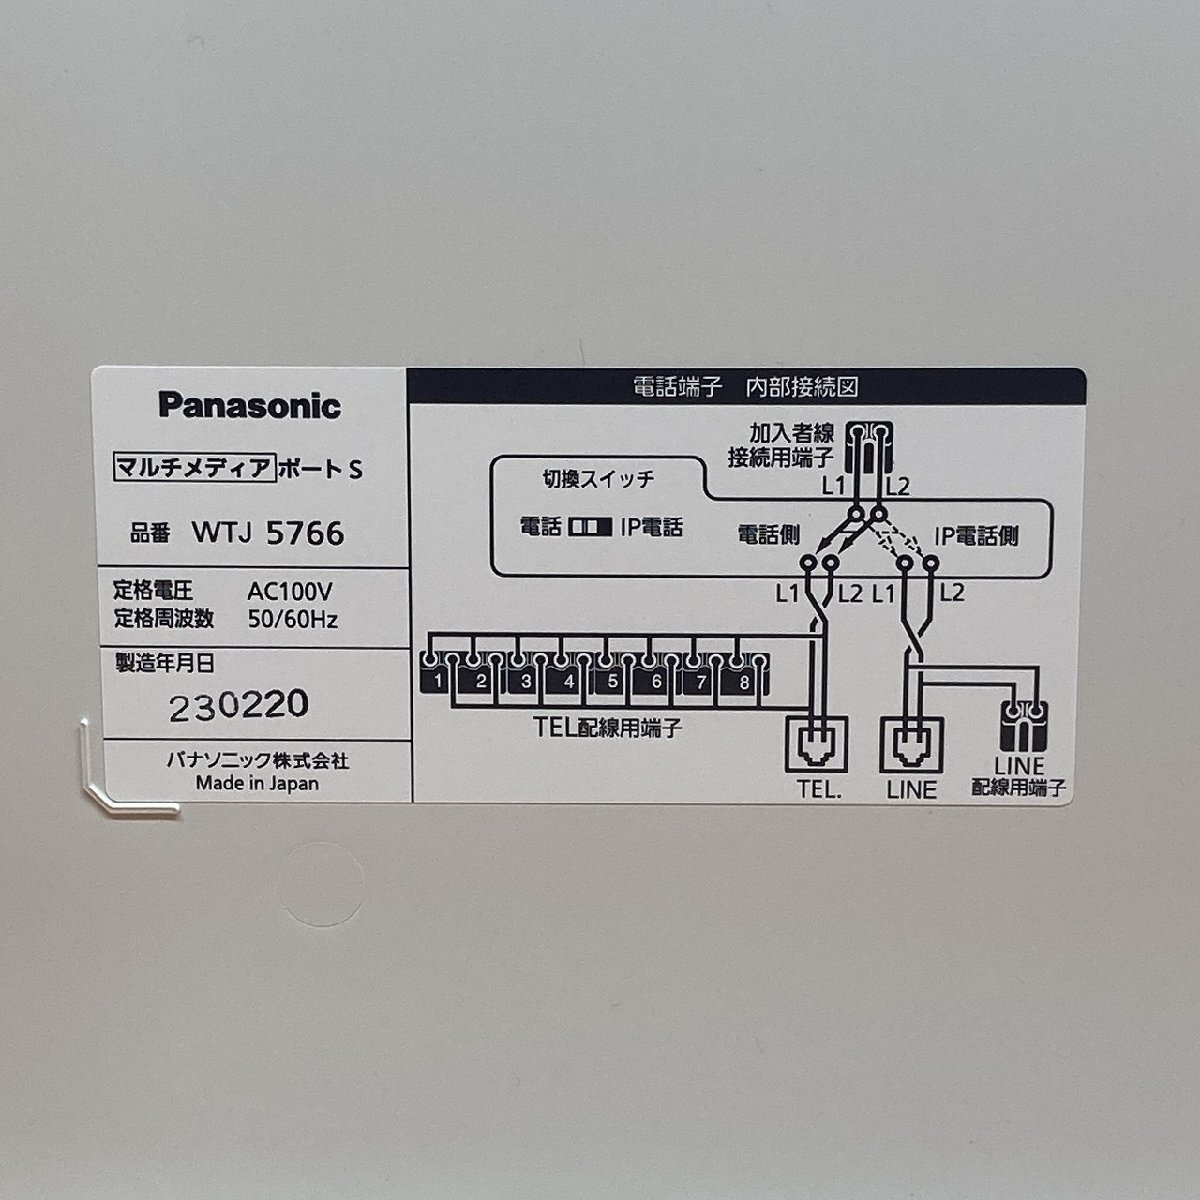 Panasonic
マルチメディアポートS
品番 WTJ 5766
定格電圧 AC100V
定格周波数 50/60Hz
製造年月日
230220
パナソニック株式会社
Made in Japan
電話端子 内部接続図
加入者線
接続用端子
L1 L2
切換スイッチ
電話 IP電話
電話側 IP電話側
L1 L2 L1 L2
1 2 3 4 5 6 7 8
TEL配線用端子
TEL. LINE
LINE
配線用端子